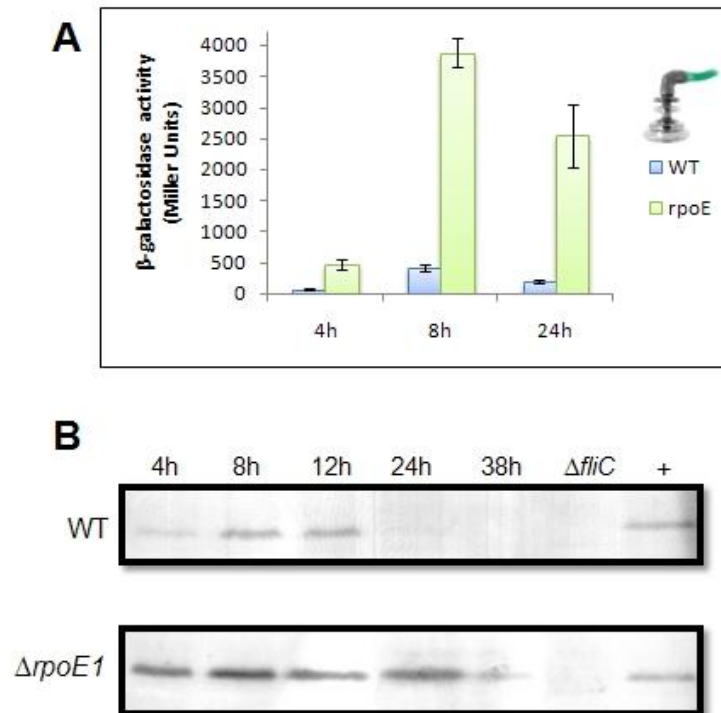 A
β-galactosidase activity
(Miller Units)
4000
3500
3000
2500
2000
1500
1000
500
0
4h 8h 24h
WT
rpoE
B
4h 8h 12h 24h 38h ΔfliC +
WT
ΔrpoE1